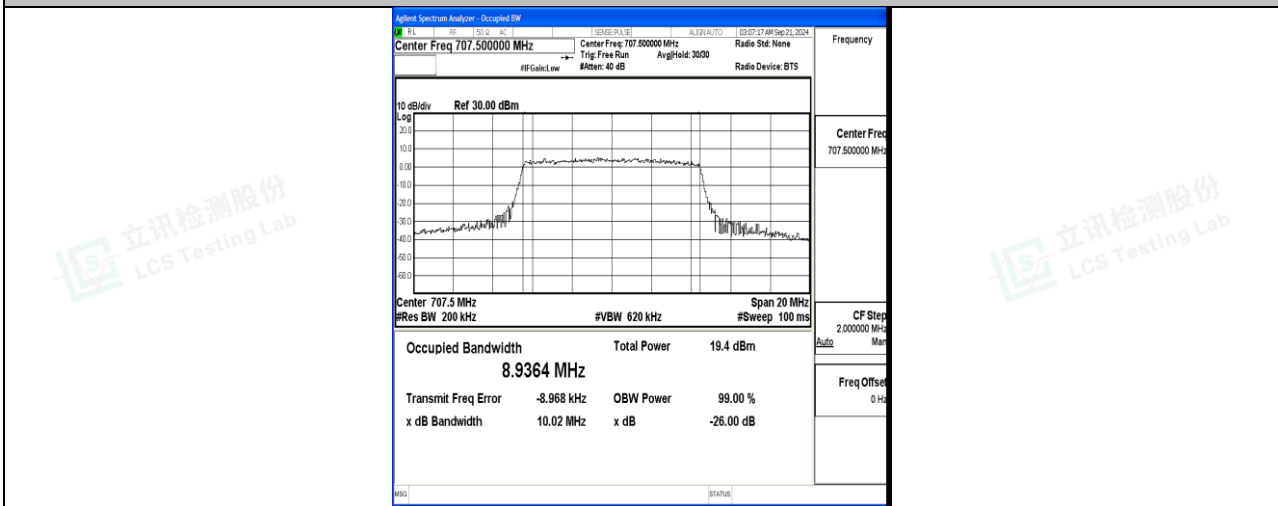 Agilent Spectrum Analyzer - Occupied BW
RL RF 50 Ω AC SENSE:PULSE ALIGN AUTO 03:07:17 AM Sep 21, 2024
Center Freq 707.500000 MHz
Center Freq: 707.500000 MHz
Radio Std: None
Trig: Free Run Avg|Hold: 30/30
#IFGain:Low
#Atten: 40 dB
Radio Device: BTS
10 dB/div Ref 30.00 dBm
Log
20.0
10.0
0.00
-10.0
-20.0
-30.0
-40.0
-50.0
-60.0
Center 707.5 MHz
Span 20 MHz
#Res BW 200 kHz
#VBW 620 kHz
#Sweep 100 ms
Occupied Bandwidth
Total Power 19.4 dBm
8.9364 MHz
Transmit Freq Error -8.968 kHz OBW Power 99.00 %
x dB Bandwidth 10.02 MHz x dB -26.00 dB
MSG
STATUS
Frequency
Center Freq
707.500000 MHz
CF Step
2.000000 MHz
Auto Man
Freq Offset
0 Hz
立讯检测股份
LCS Testing Lab
立讯检测股份
LCS Testing Lab